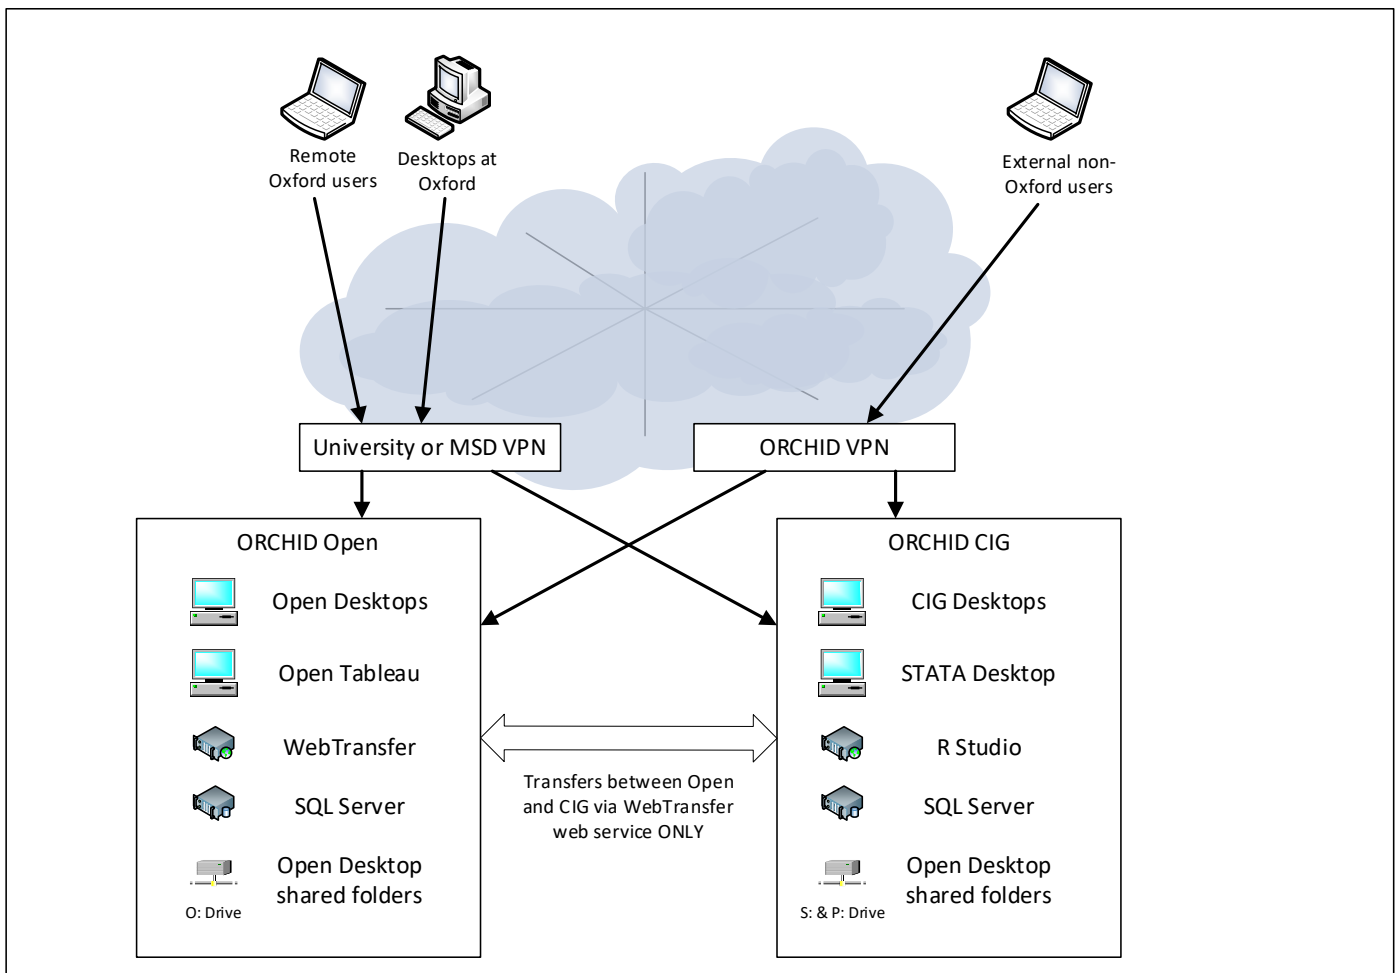 Remote
Oxford users
Desktops at
Oxford
External non-
Oxford users
University or MSD VPN
ORCHID VPN
ORCHID Open
Open Desktops
Open Tableau
WebTransfer
SQL Server
Open Desktop
shared folders
O: Drive
Transfers between Open
and CIG via WebTransfer
web service ONLY
ORCHID CIG
CIG Desktops
STATA Desktop
R Studio
SQL Server
Open Desktop
shared folders
S: & P: Drive